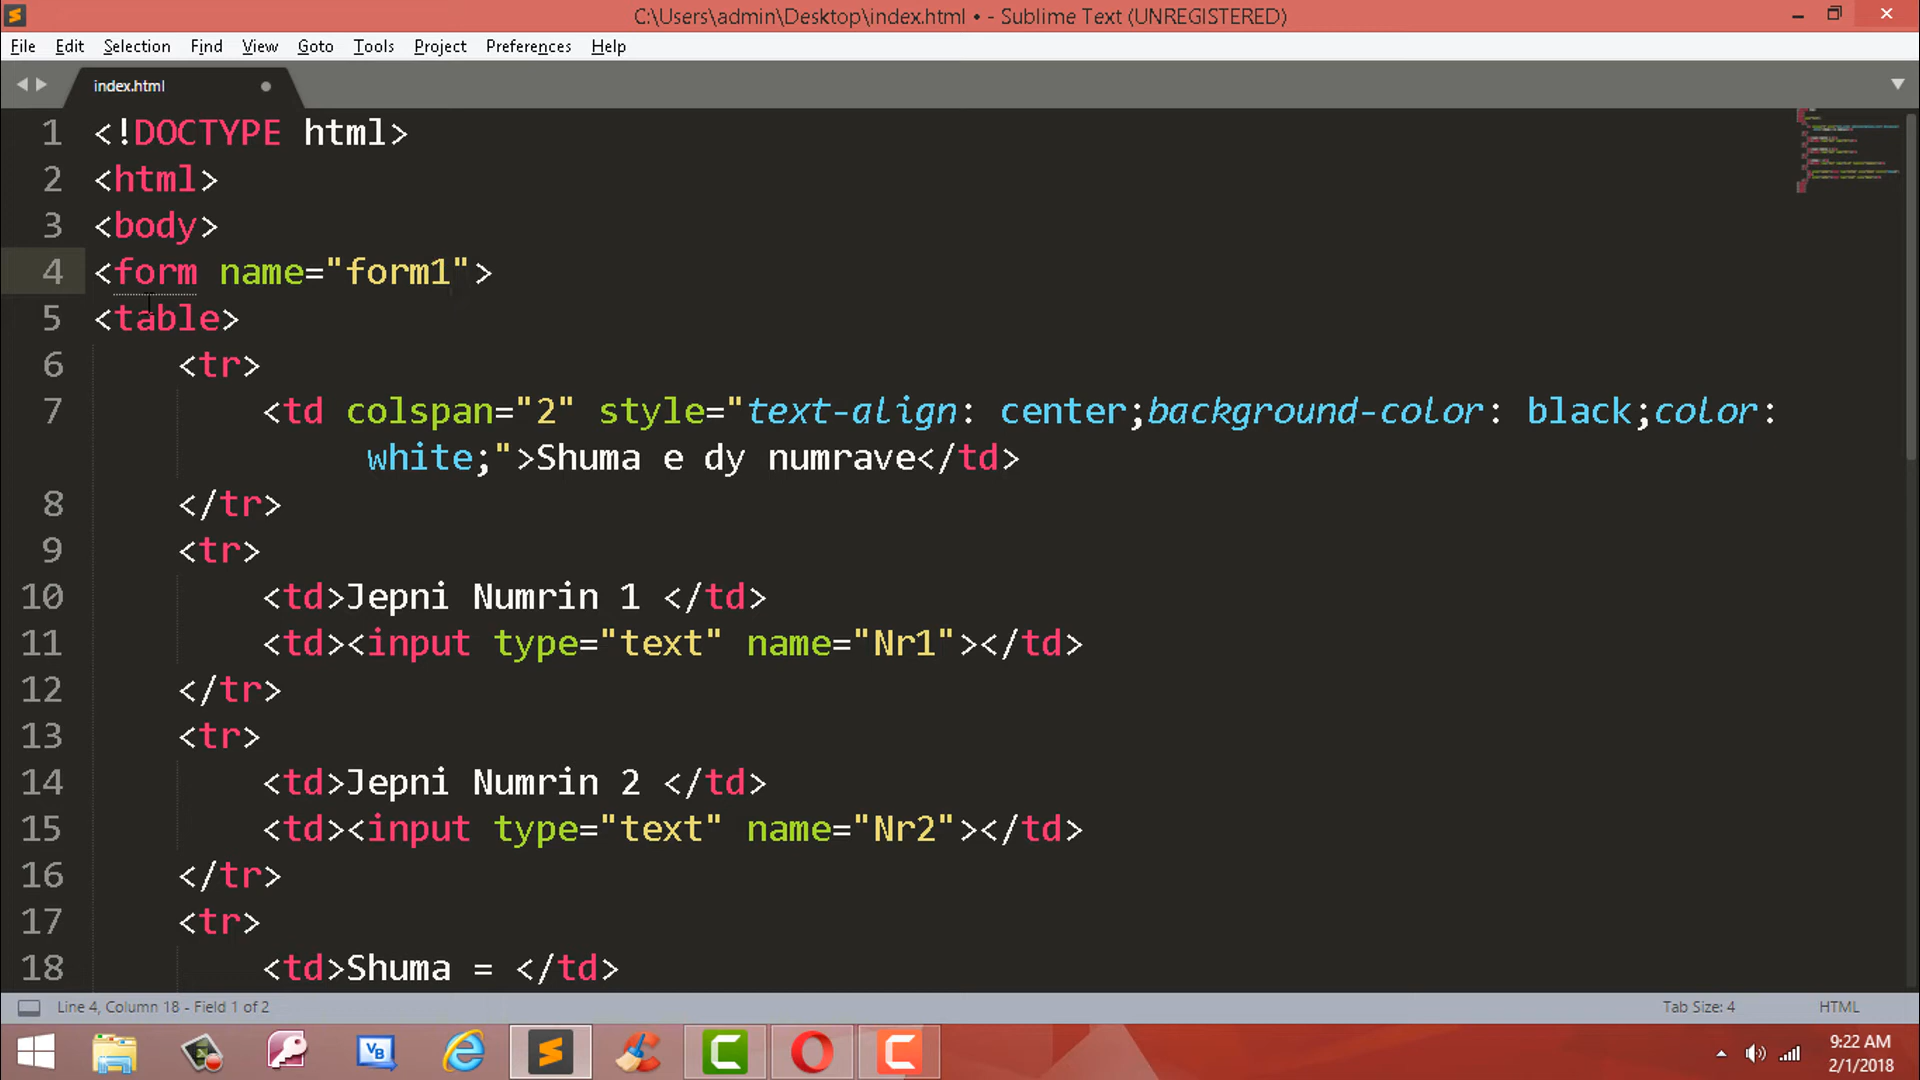 C:\Users\admin\Desktop\index.html • - Sublime Text (UNREGISTERED)
File Edit Selection Find View Goto Tools Project Preferences Help
index.html
1 <!DOCTYPE html>
2 <html>
3 <body>
4 <form name="form1">
5 <table>
6 <tr>
7 <td colspan="2" style="text-align: center;background-color: black;color:
white;">Shuma e dy numrave</td>
8 </tr>
9 <tr>
10 <td>Jepni Numrin 1 </td>
11 <td><input type="text" name="Nr1"></td>
12 </tr>
13 <tr>
14 <td>Jepni Numrin 2 </td>
15 <td><input type="text" name="Nr2"></td>
16 </tr>
17 <tr>
18 <td>Shuma = </td>
Line 4, Column 18 - Field 1 of 2
Tab Size: 4
HTML
VB
9:22 AM
2/1/2018